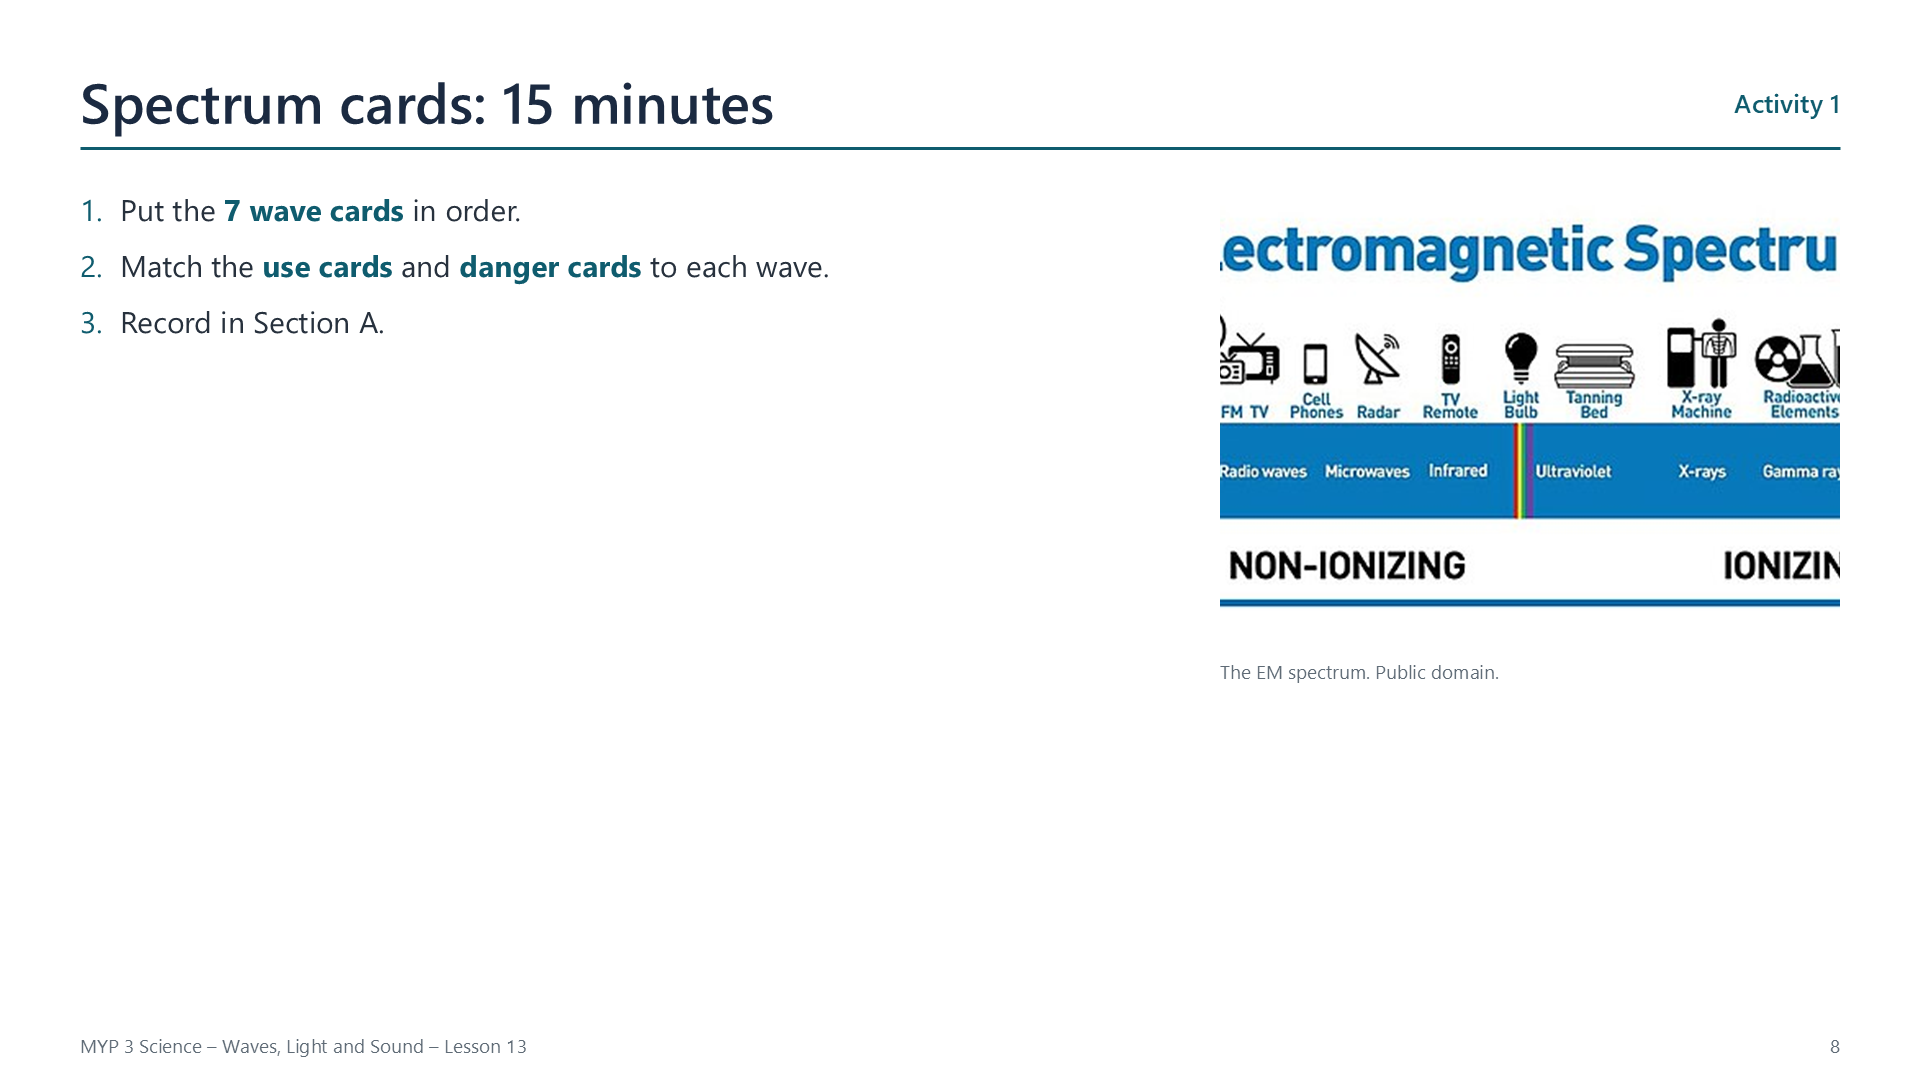 Spectrum cards: 15 minutes
Activity 1
1. Put the 7 wave cards in order.
2. Match the use cards and danger cards to each wave.
3. Record in Section A.
ectromagnetic Spectru
FM TV
Cell
Phones
Radar
TV
Remote
Light
Bulb
Tanning
Bed
X-ray
Machine
Radioactiv
Elements
Radio waves Microwaves Infrared Ultraviolet X-rays Gamma ray
NON-IONIZING IONIZIN
The EM spectrum. Public domain.
MYP 3 Science – Waves, Light and Sound – Lesson 13
8